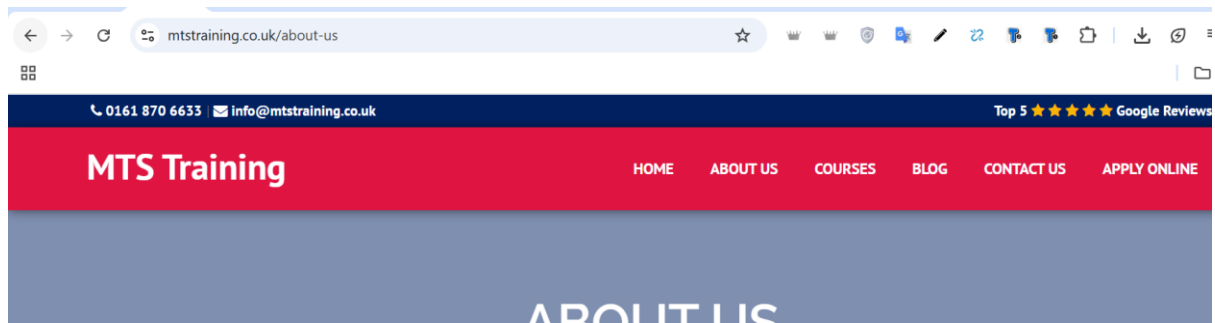 mtstraining.co.uk/about-us
0161 870 6633 | info@mtstraining.co.uk
Top 5 ★★★★★ Google Reviews
MTS Training
HOME ABOUT US COURSES BLOG CONTACT US APPLY ONLINE
ABOUT US